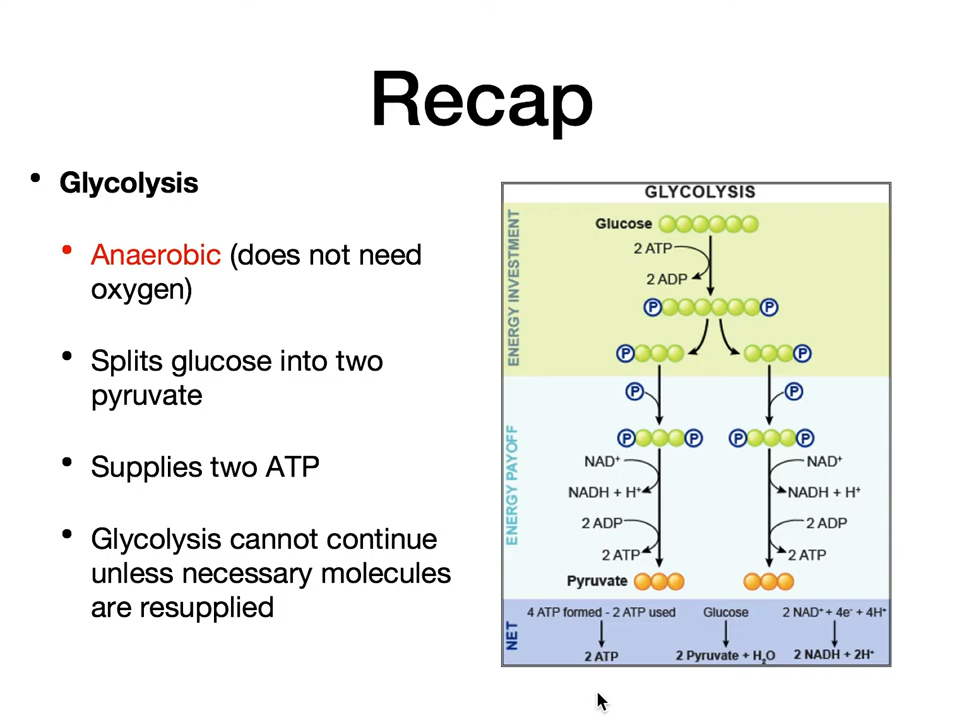 Recap
• Glycolysis
• Anaerobic (does not need
oxygen)
• Splits glucose into two
pyruvate
• Supplies two ATP
• Glycolysis cannot continue
unless necessary molecules
are resupplied
GLYCOLYSIS
ENERGY INVESTMENT
Glucose
2 ATP
2 ADP
P P
P P
P P
ENERGY PAYOFF
P P P P
NAD⁺ NAD⁺
NADH + H⁺ NADH + H⁺
2 ADP 2 ADP
2 ATP 2 ATP
Pyruvate
NET
4 ATP formed - 2 ATP used Glucose 2 NAD⁺ + 4e⁻ + 4H⁺
2 ATP 2 Pyruvate + H₂O 2 NADH + 2H⁺